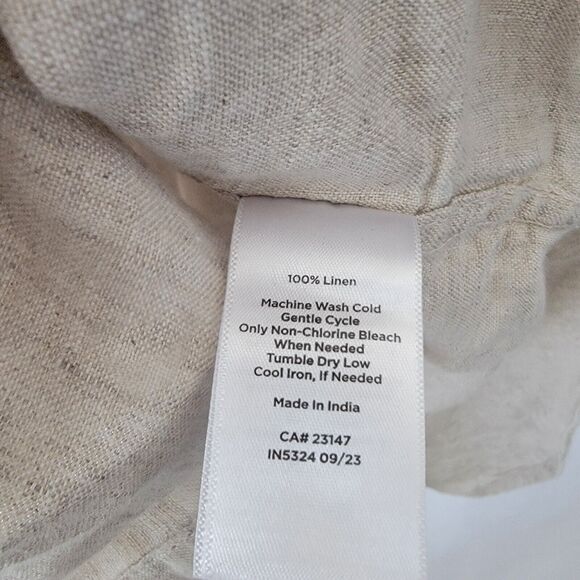 100% Linen
Machine Wash Cold
Gentle Cycle
Only Non-Chlorine Bleach
When Needed
Tumble Dry Low
Cool Iron, If Needed
Made In India
CA# 23147
IN5324 09/23